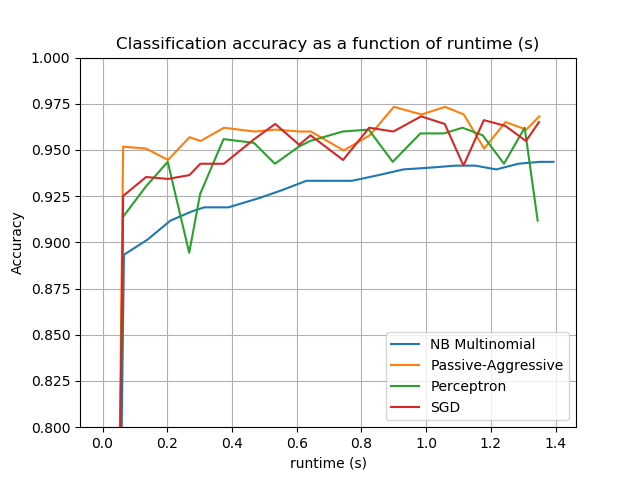 Classification accuracy as a function of runtime (s)
1.000
0.975
0.950
0.925
0.900
0.875
0.850
0.825
0.800
Accuracy
NB Multinomial
Passive-Aggressive
Perceptron
SGD
0.0 0.2 0.4 0.6 0.8 1.0 1.2 1.4
runtime (s)